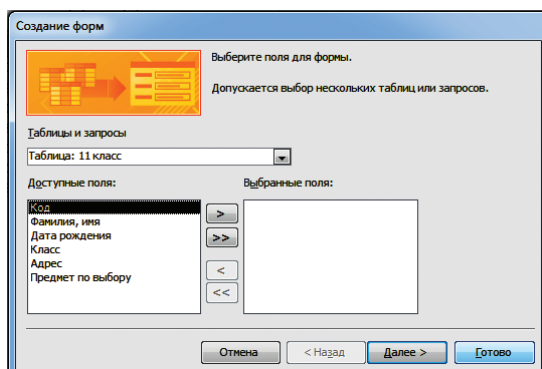 Создание форм
Выберите поля для формы.
Допускается выбор нескольких таблиц или запросов.
Таблицы и запросы
Таблица: 11 класс
Доступные поля:
Выбранные поля:
Код
Фамилия, имя
Дата рождения
Класс
Адрес
Предмет по выбору
>
>>
<
<<
Отмена
< Назад
Далее >
Готово